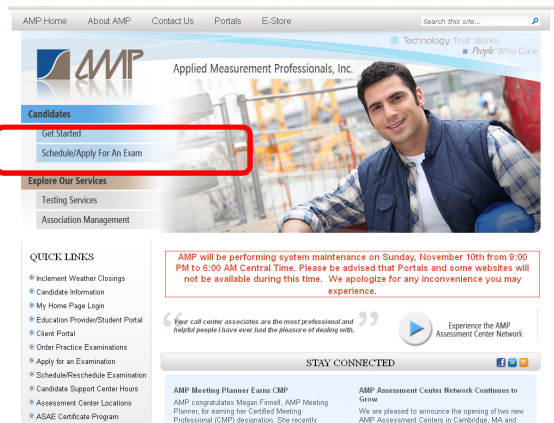 AMP Home About AMP Contact Us Portals E-Store Search this site...
Technology That Works
People Who Care
AMP
Applied Measurement Professionals, Inc.
Candidates
Get Started
Schedule/Apply For An Exam
Explore Our Services
Testing Services
Association Management
QUICK LINKS
Inclement Weather Closings
Candidate Information
My Home Page Login
Education Provider/Student Portal
Client Portal
Order Practice Examinations
Apply for an Examination
Schedule/Reschedule Examination
Candidate Support Center Hours
Assessment Center Locations
ASAE Certificate Program
AMP will be performing system maintenance on Sunday, November 10th from 9:00
PM to 6:00 AM Central Time. Please be advised that Portals and some websites will
not be available during this time. We apologize for any inconvenience you may
experience.
Your call center associates are the most professional and
helpful people I have ever had the pleasure of dealing with.
Experience the AMP
Assessment Center Network
STAY CONNECTED
AMP Meeting Planner Earns CMP
AMP congratulates Megan Finnell, AMP Meeting
Planner, for earning her Certified Meeting
Professional (CMP) designation. She recently
AMP Assessment Center Network Continues to
Grow
We are pleased to announce the opening of two new
AMP Assessment Centers in Cambridge, MA and